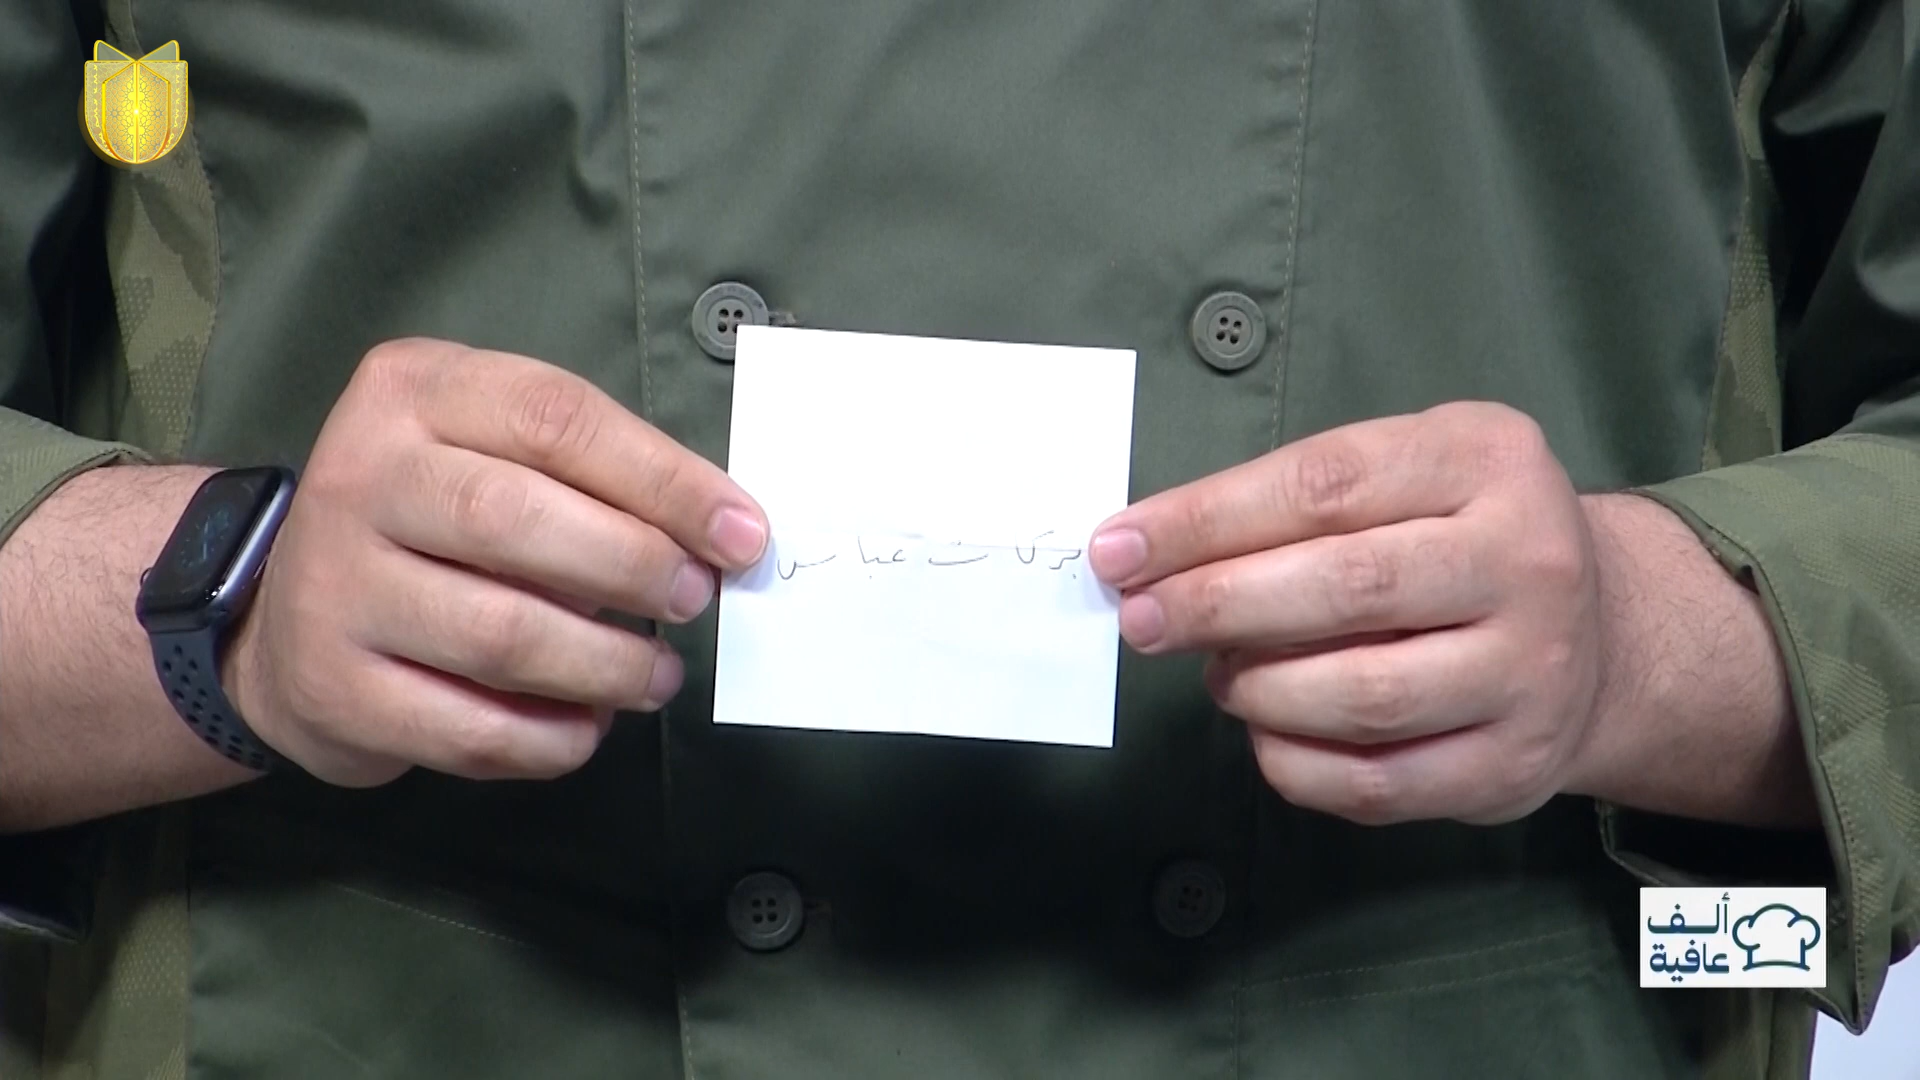 بركات عباس
ألف
عافية